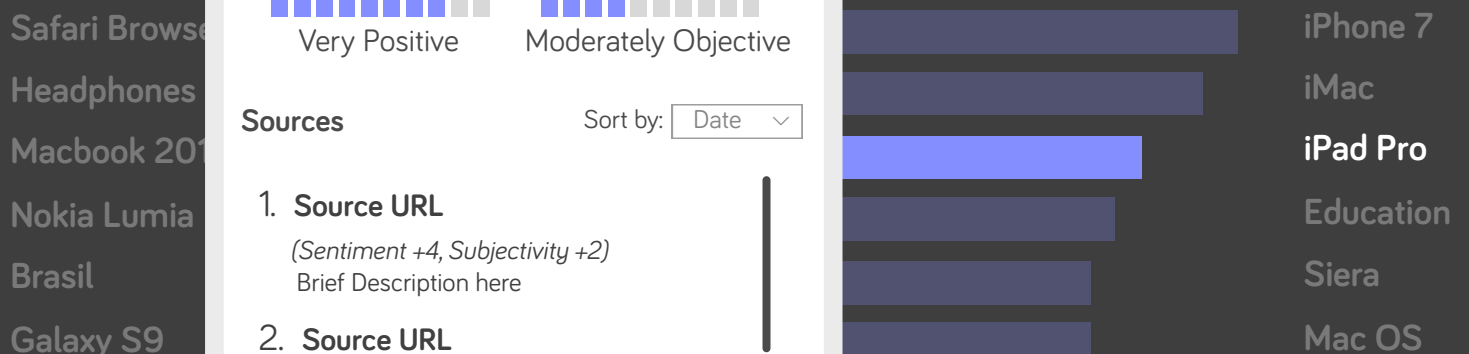 Safari Browse
Headphones
Macbook 201
Nokia Lumia
Brasil
Galaxy S9
Very Positive
Moderately Objective
Sources
Sort by: Date
1. Source URL
(Sentiment +4, Subjectivity +2)
Brief Description here
2. Source URL
iPhone 7
iMac
iPad Pro
Education
Siera
Mac OS